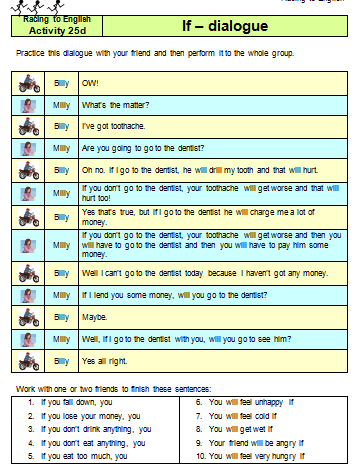 Racing to English
Racing to English
Activity 25d
If – dialogue
Practice this dialogue with your friend and then perform it to the whole group.
Billy OW!
Milly What's the matter?
Billy I've got toothache.
Milly Are you going to go to the dentist?
Billy Oh no. If I go to the dentist, he will drill my tooth and that will hurt.
Milly If you don't go to the dentist, your toothache will get worse and that will
hurt too!
Billy Yes that's true, but if I go to the dentist he will charge me a lot of
money.
Milly If you don't go to the dentist, your toothache will get worse and then you
will have to go to the dentist and then you will have to pay him some
money.
Billy Well I can't go to the dentist today because I haven't got any money.
Milly If I lend you some money, will you go to the dentist?
Billy Maybe.
Milly Well, if I go to the dentist with you, will you go to see him?
Billy Yes all right.
Work with one or two friends to finish these sentences:
1. If you fall down, you
2. If you lose your money, you
3. If you don't drink anything, you
4. If you don't eat anything, you
5. If you eat too much, you
6. You will feel unhappy if
7. You will feel cold if
8. You will get wet if
9. Your friend will be angry if
10. You will feel very hungry if